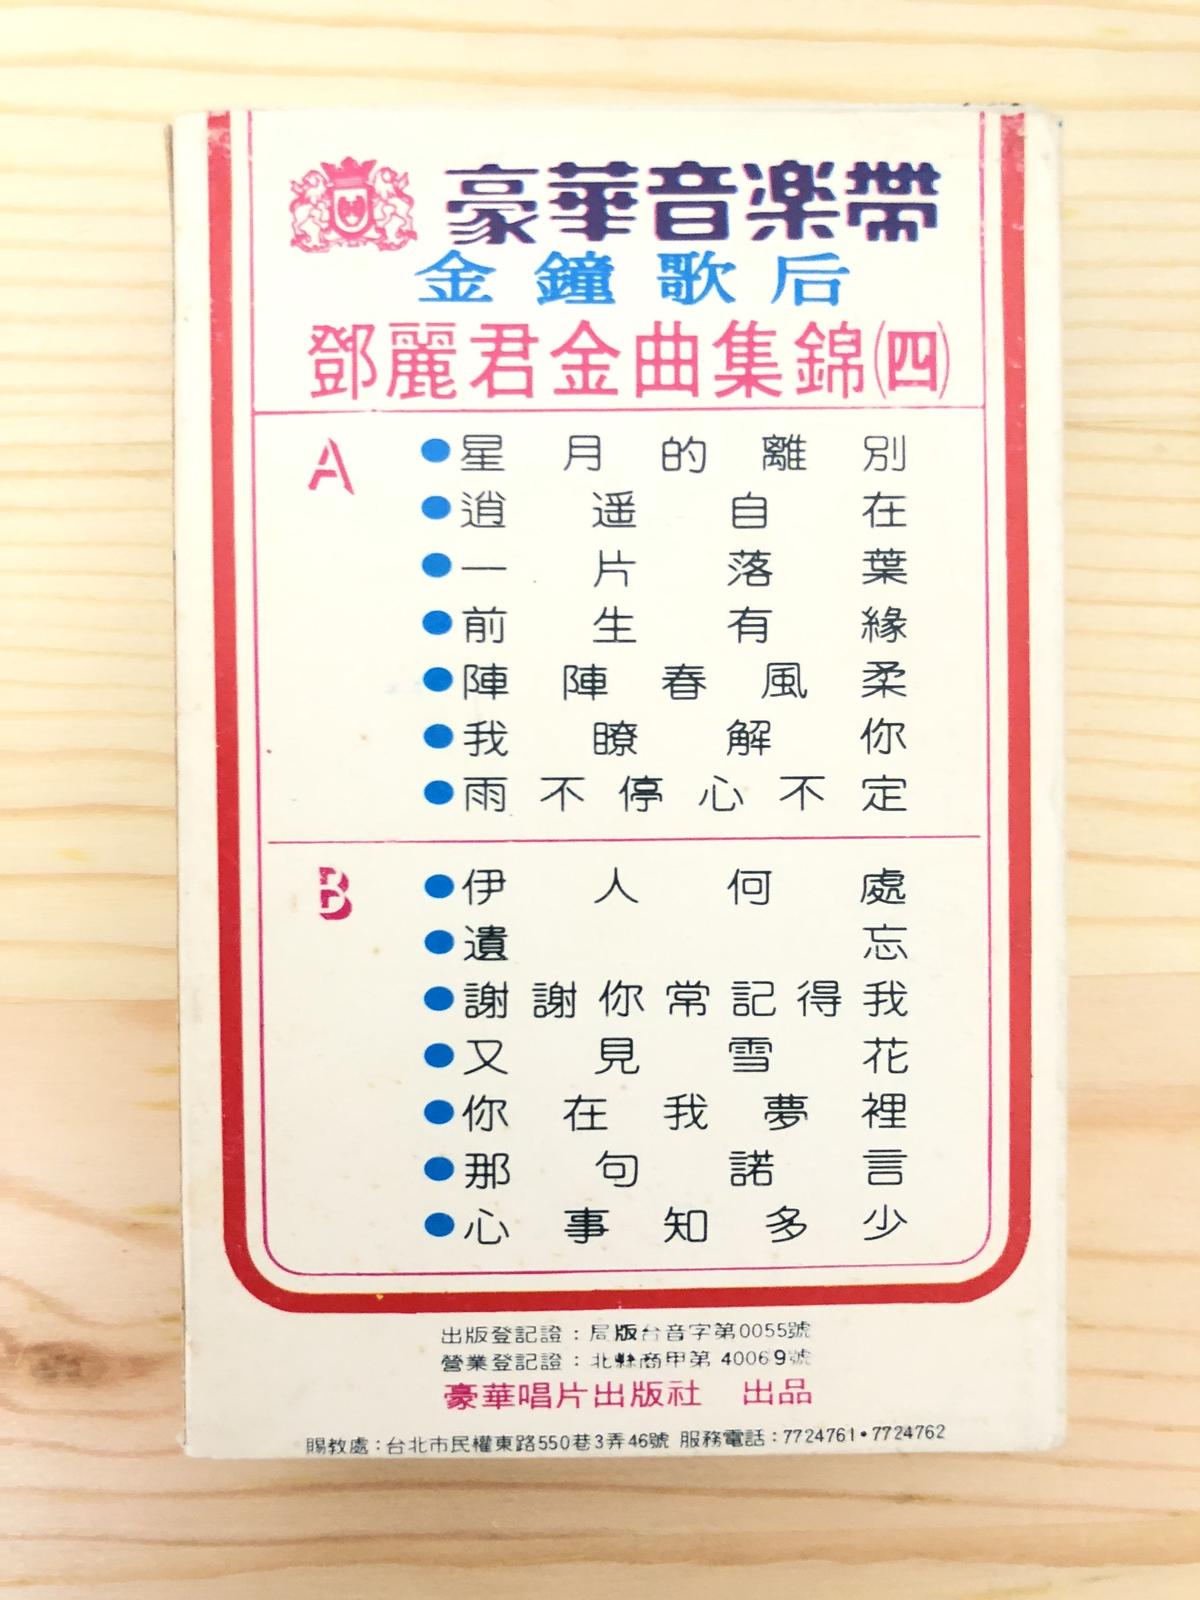 豪華音楽帶
金鐘歌后
鄧麗君金曲集錦(四)
A
●星月的離別
●逍遥自在
●一片落葉
●前生有緣
●陣陣春風柔
●我瞭解你
●雨不停心不定
B
●伊人何處
●遺忘
●謝謝你常記得我
●又見雪花
●你在我夢裡
●那句諾言
●心事知多少
出版登記證：局版台音字第0055號
營業登記證：北縣商甲第40069號
豪華唱片出版社 出品
賜教處：台北市民權東路550巷3弄46號 服務電話：7724761•7724762